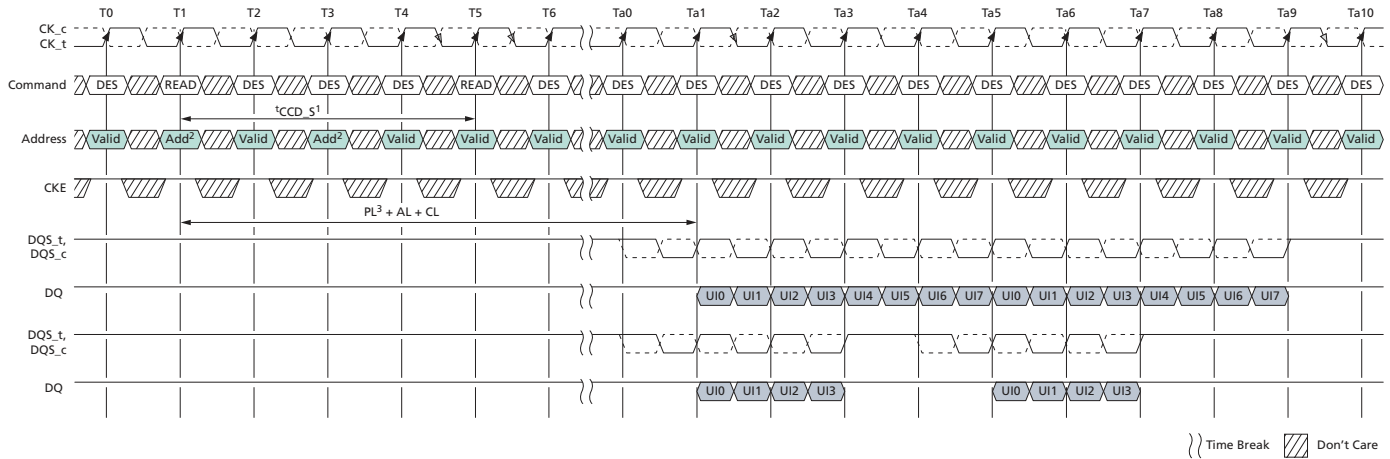 T0 T1 T2 T3 T4 T5 T6 Ta0 Ta1 Ta2 Ta3 Ta4 Ta5 Ta6 Ta7 Ta8 Ta9 Ta10
CK_c
CK_t
Command DES READ DES DES DES READ DES DES DES DES DES DES DES DES DES DES DES DES
tCCD_S1
Address Valid Add2 Valid Add2 Valid Valid Valid Valid Valid Valid Valid Valid Valid Valid Valid Valid Valid Valid
CKE
PL3 + AL + CL
DQS_t,
DQS_c
DQ UI0 UI1 UI2 UI3 UI4 UI5 UI6 UI7 UI0 UI1 UI2 UI3 UI4 UI5 UI6 UI7
DQS_t,
DQS_c
DQ UI0 UI1 UI2 UI3 UI0 UI1 UI2 UI3
Time Break Don't Care